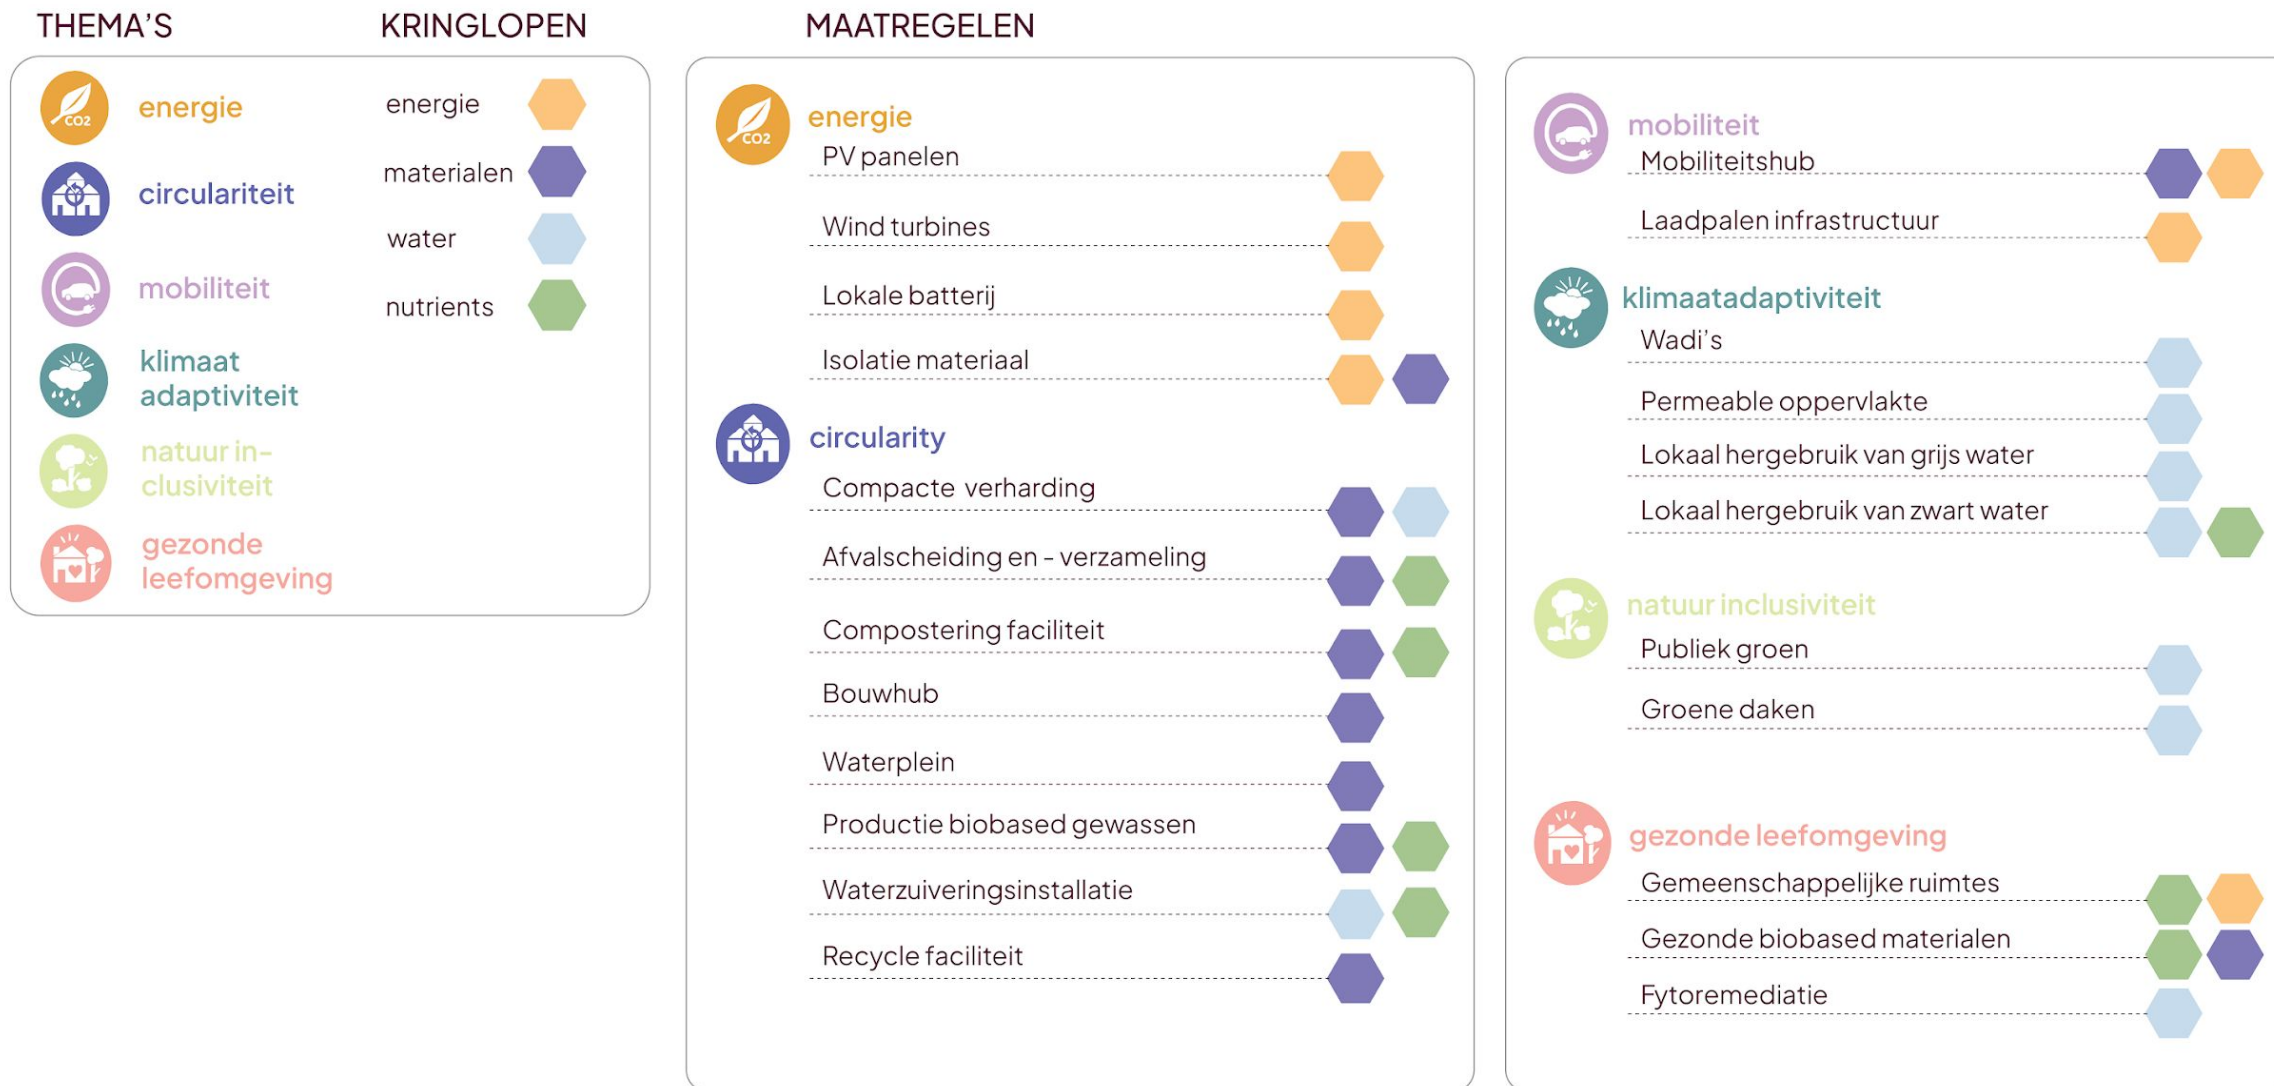 THEMA'S
KRINGLOPEN
MAATREGELEN
CO2
energie
circulariteit
mobiliteit
klimaat
adaptiviteit
natuur in-
clusiviteit
gezonde
leefomgeving
energie
materialen
water
nutrients
CO2
energie
PV panelen
Wind turbines
Lokale batterij
Isolatie materiaal
circularity
Compacte verharding
Afvalscheiding en - verzameling
Compostering faciliteit
Bouwhub
Waterplein
Productie biobased gewassen
Waterzuiveringsinstallatie
Recycle faciliteit
mobiliteit
Mobiliteitshub
Laadpalen infrastructuur
klimaatadaptiviteit
Wadi's
Permeable oppervlakte
Lokaal hergebruik van grijs water
Lokaal hergebruik van zwart water
natuur inclusiviteit
Publiek groen
Groene daken
gezonde leefomgeving
Gemeenschappelijke ruimtes
Gezonde biobased materialen
Fytoremediatie